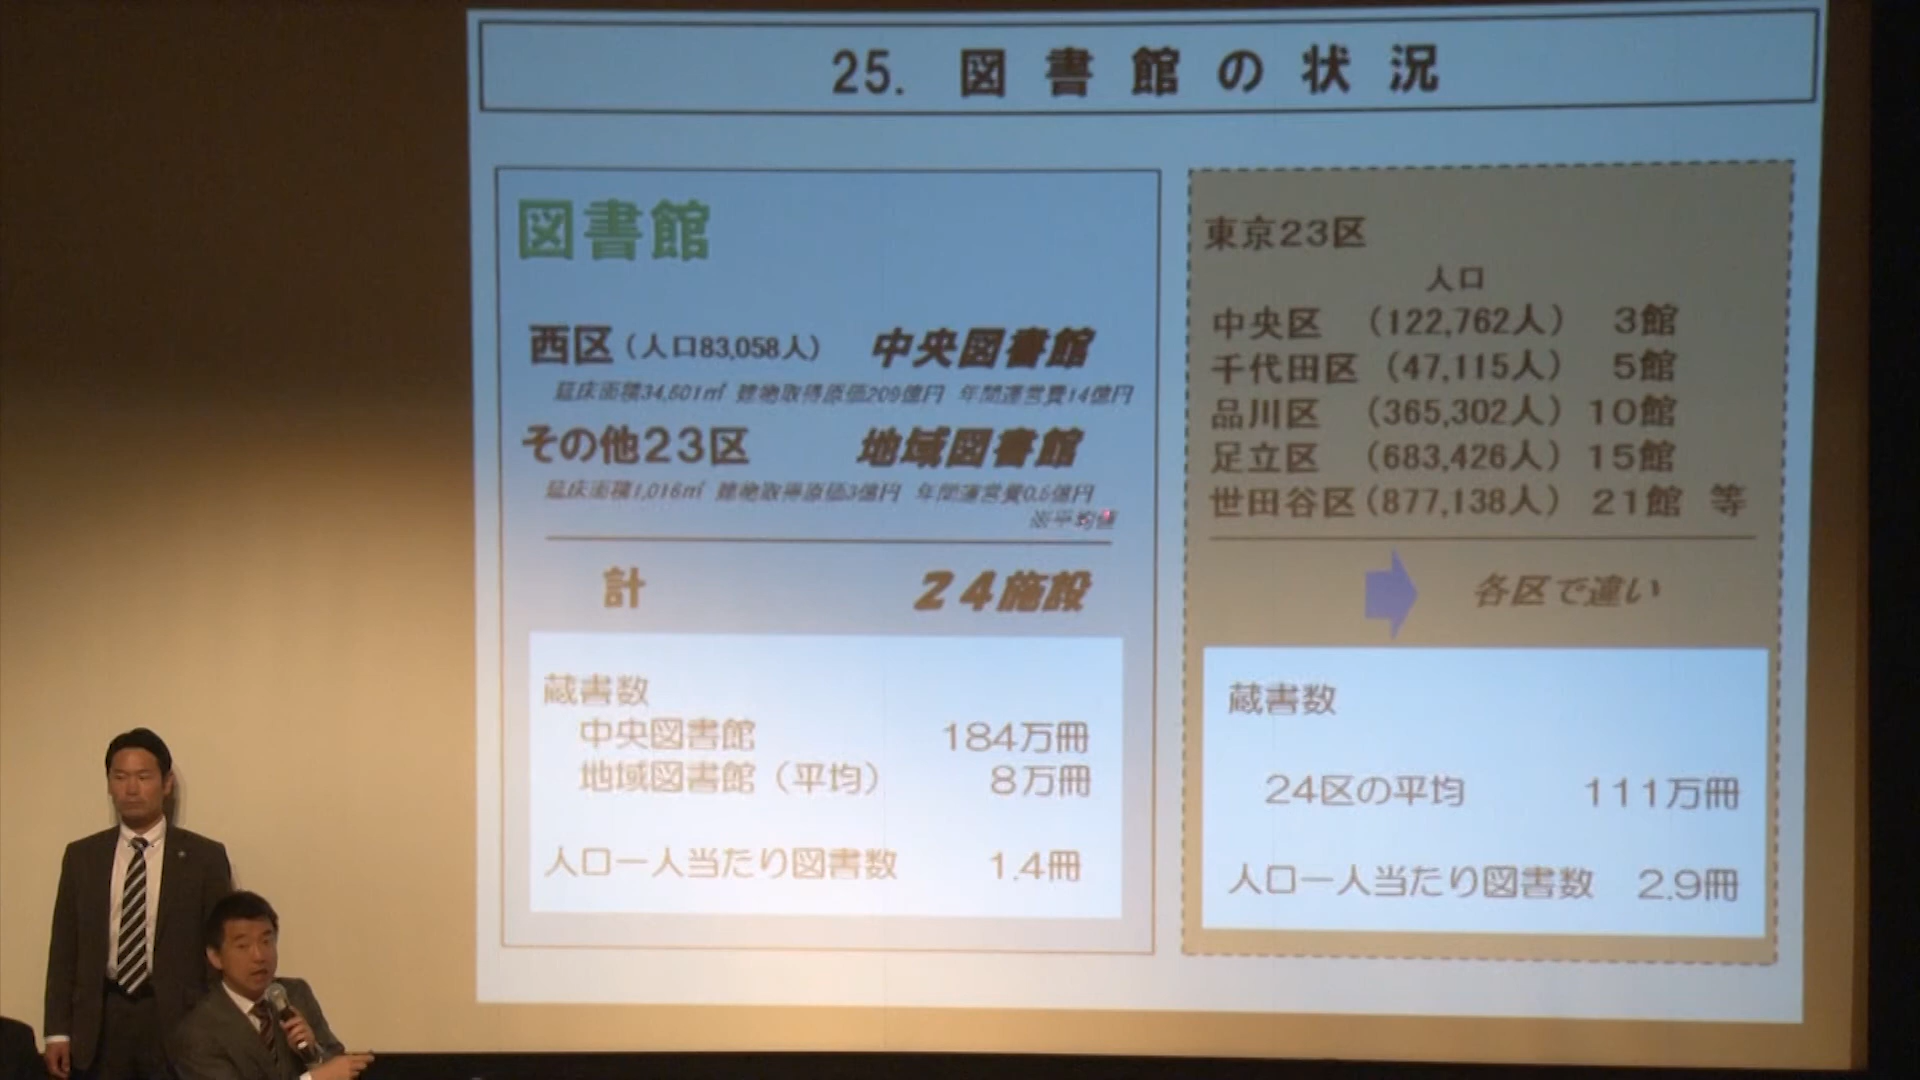 25. 図書館の状況
図書館
西区（人口83,058人） 中央図書館
延床面積34,501㎡ 建物取得原価209億円 年間運営費14億円
その他23区 地域図書館
延床面積1,016㎡ 建物取得原価3億円 年間運営費0.5億円
※平均値
計 24施設
蔵書数
中央図書館 184万冊
地域図書館（平均） 8万冊
人口一人当たり図書数 1.4冊
東京23区
人口
中央区 （122,762人） 3館
千代田区 （47,115人） 5館
品川区 （365,302人） 10館
足立区 （683,426人） 15館
世田谷区（877,138人） 21館 等
各区で違い
蔵書数
24区の平均 111万冊
人口一人当たり図書数 2.9冊